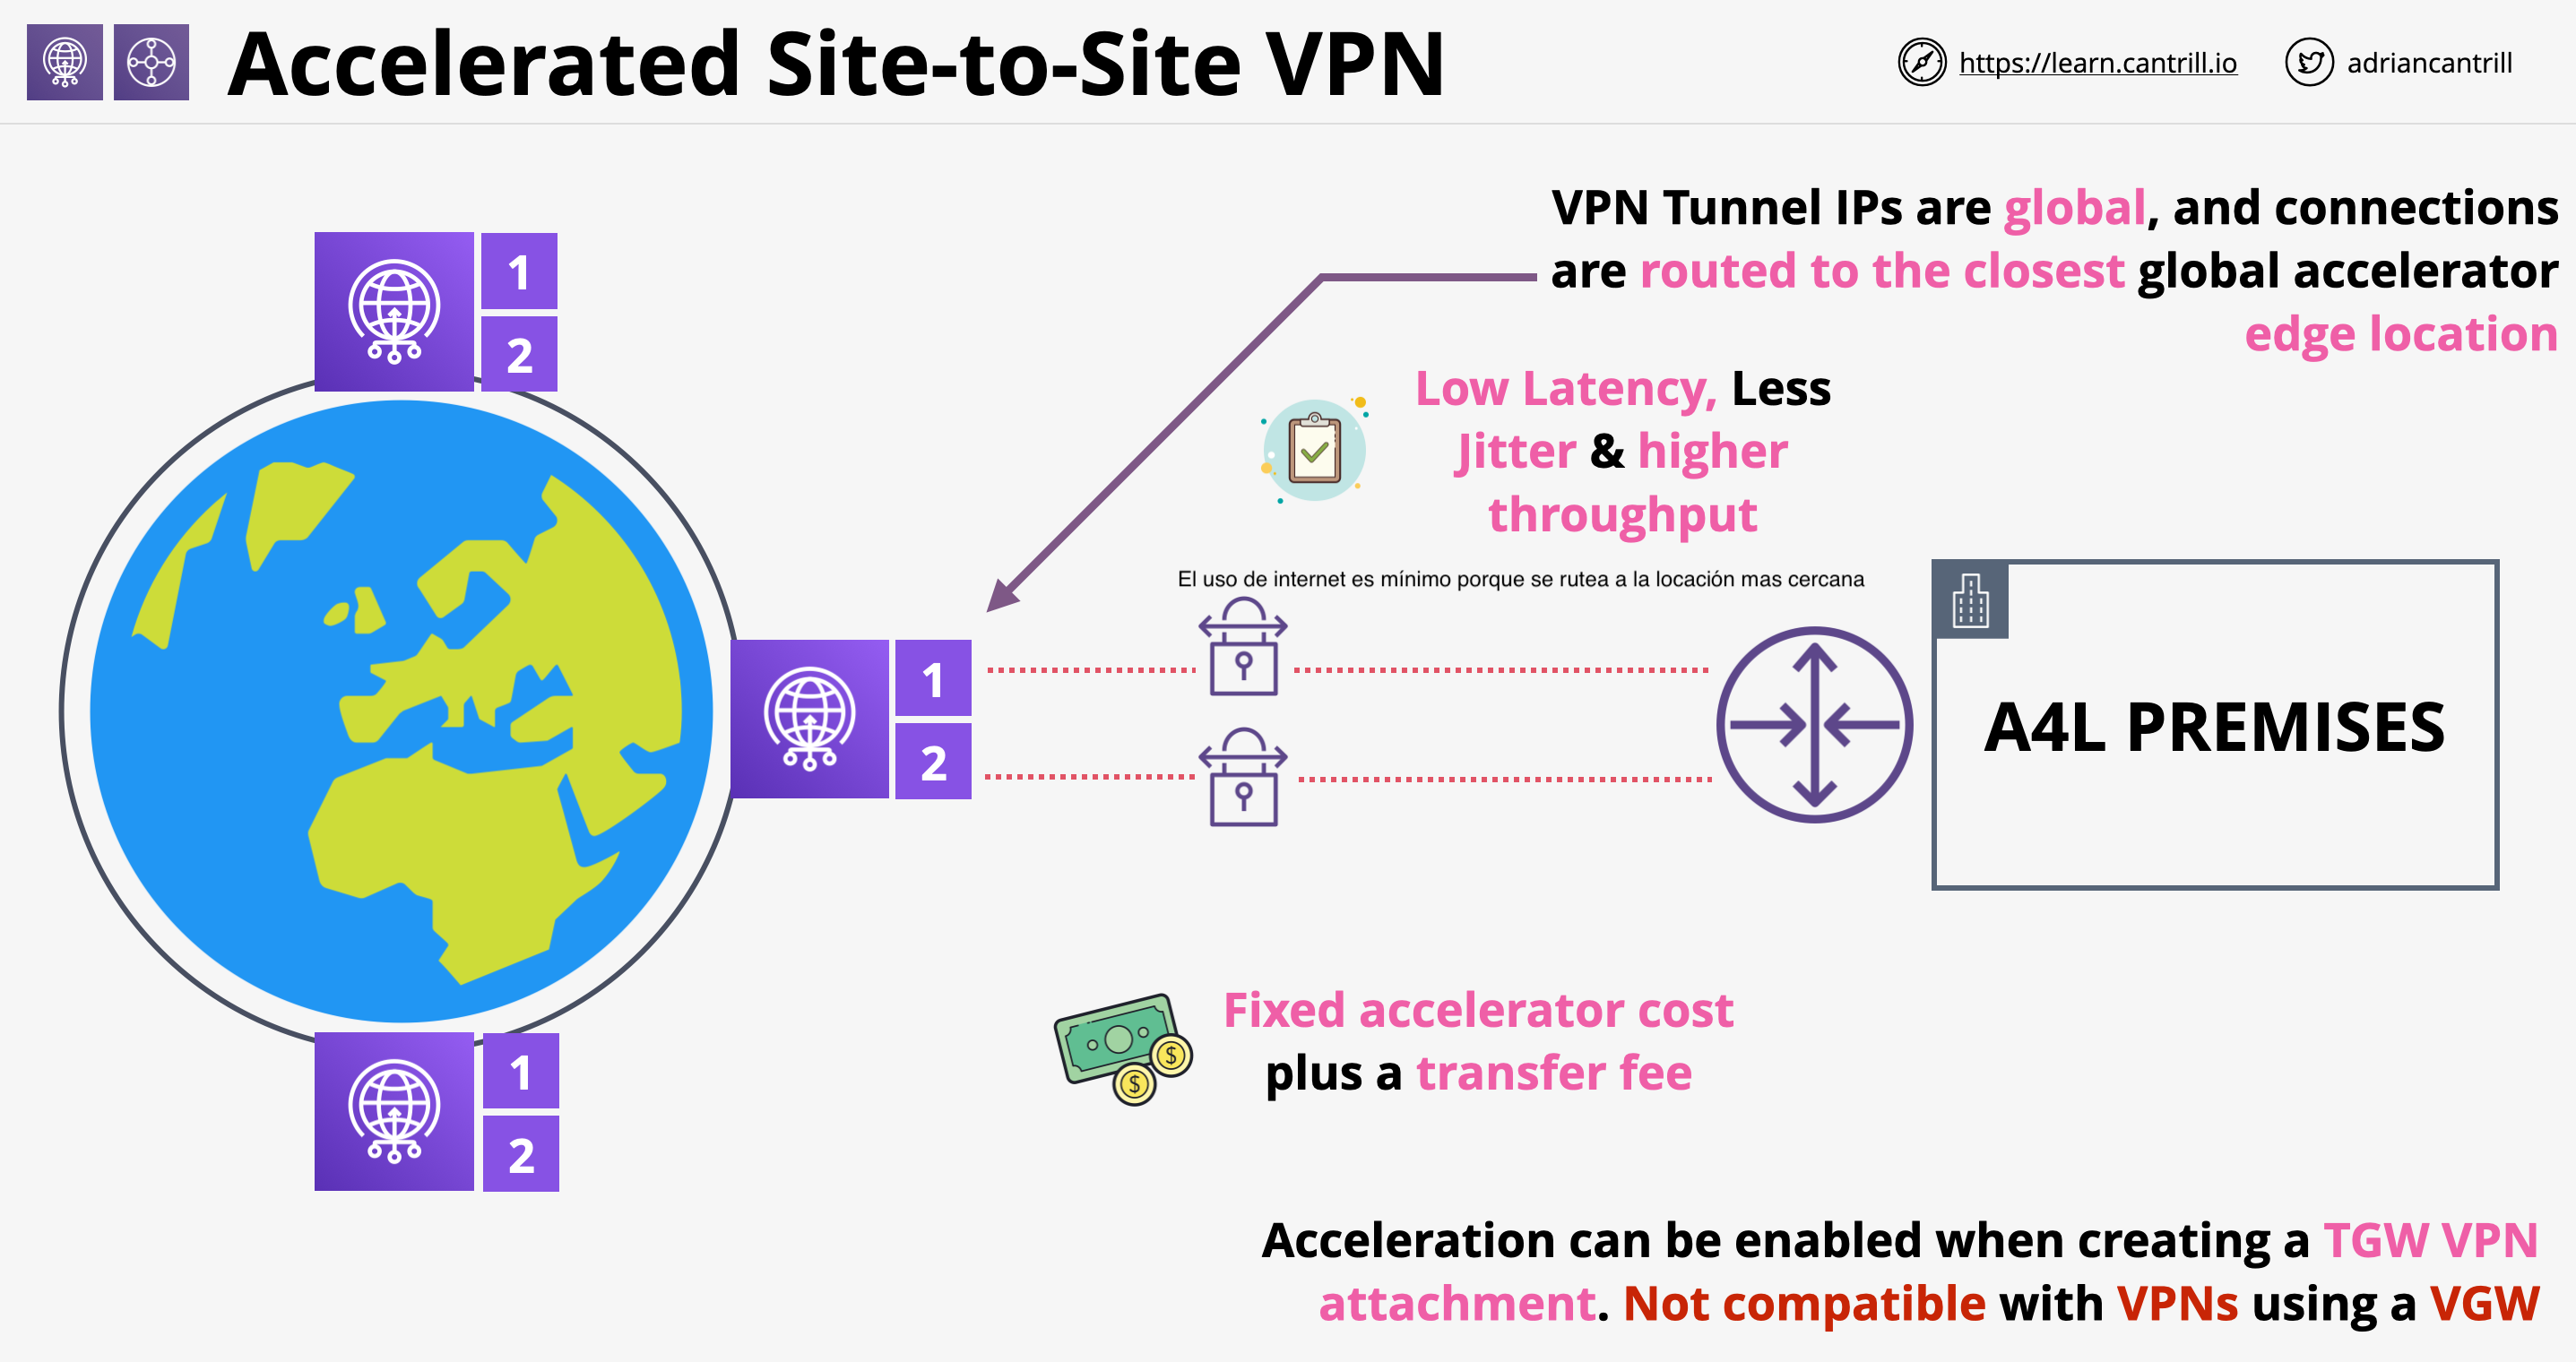 Accelerated Site-to-Site VPN
https://learn.cantrill.io
adriancantrill
VPN Tunnel IPs are global, and connections
are routed to the closest global accelerator
edge location
1
2
Low Latency, Less
Jitter & higher
throughput
El uso de internet es mínimo porque se rutea a la locación mas cercana
1
2
A4L PREMISES
Fixed accelerator cost
plus a transfer fee
$
$
1
2
Acceleration can be enabled when creating a TGW VPN
attachment. Not compatible with VPNs using a VGW